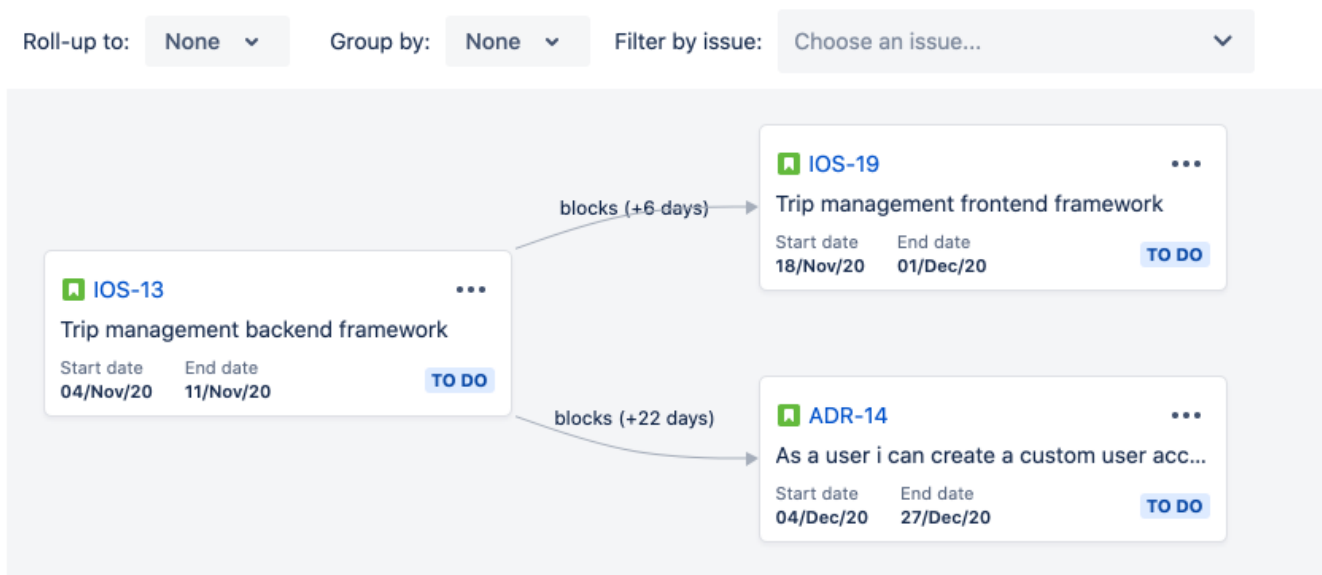 Roll-up to: None Group by: None Filter by issue: Choose an issue...
IOS-19
Trip management frontend framework
Start date End date
18/Nov/20 01/Dec/20 TO DO
blocks (+6 days)
IOS-13
Trip management backend framework
Start date End date
04/Nov/20 11/Nov/20 TO DO
blocks (+22 days)
ADR-14
As a user i can create a custom user acc...
Start date End date
04/Dec/20 27/Dec/20 TO DO